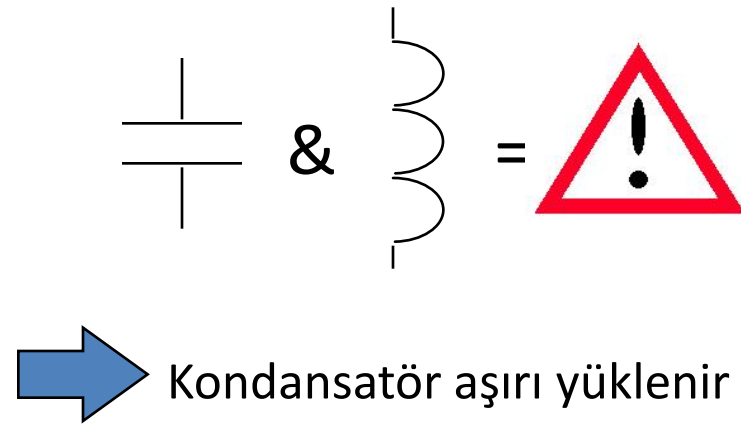 & =
Kondansatör aşırı yüklenir